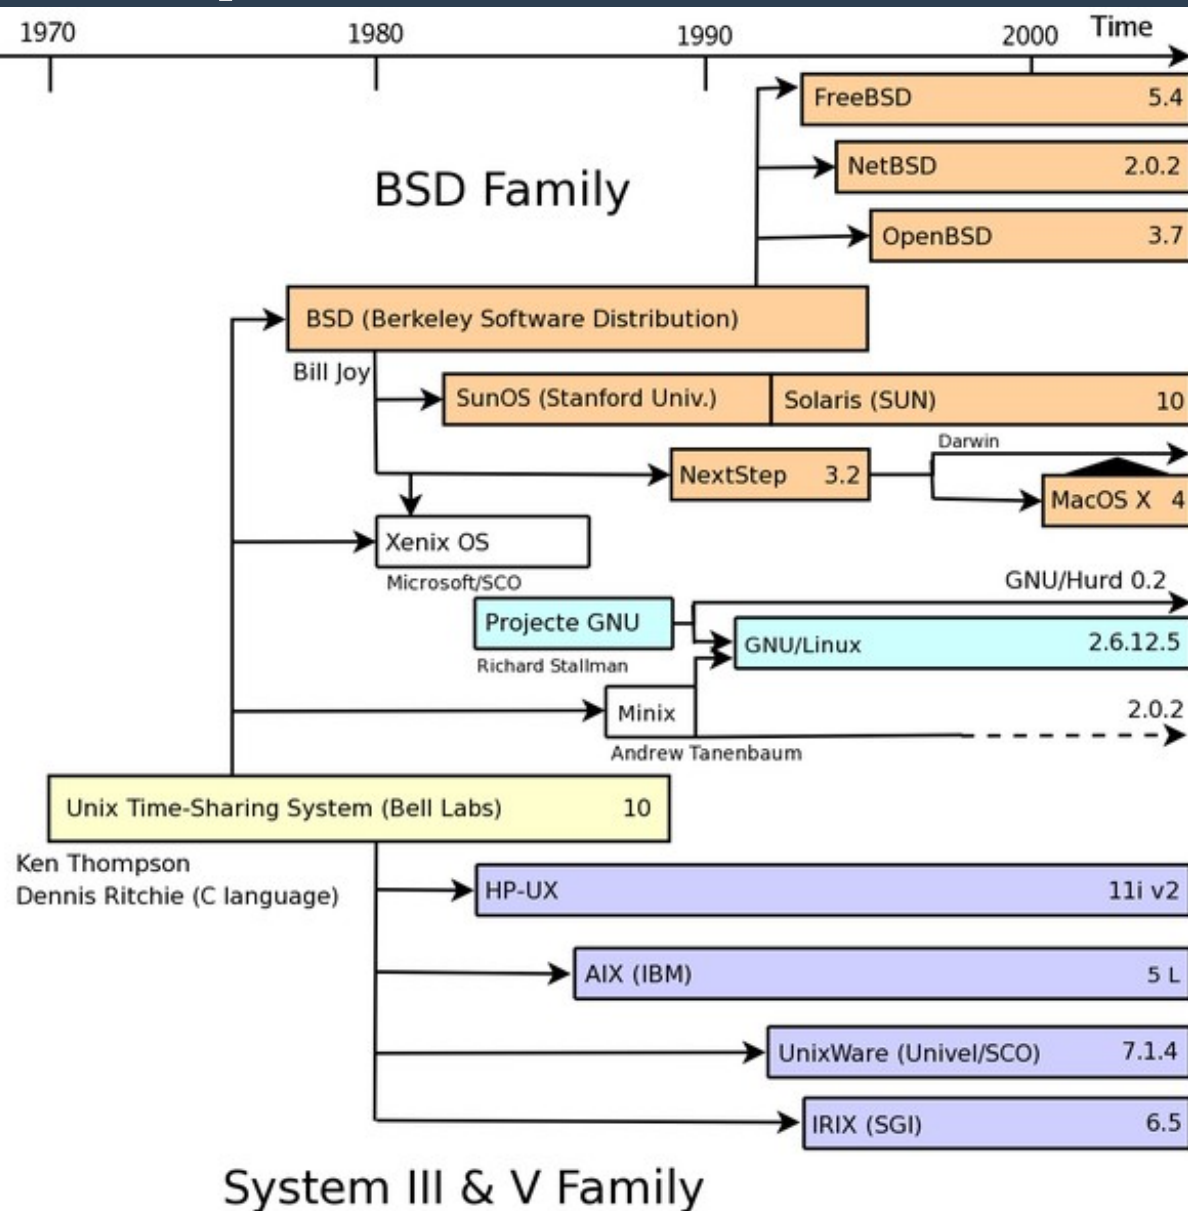 1970 1980 1990 2000 Time
FreeBSD 5.4
NetBSD 2.0.2
BSD Family
OpenBSD 3.7
BSD (Berkeley Software Distribution)
Bill Joy
SunOS (Stanford Univ.) Solaris (SUN) 10
Darwin
NextStep 3.2
MacOS X 4
Xenix OS
Microsoft/SCO
GNU/Hurd 0.2
Projecte GNU
GNU/Linux 2.6.12.5
Richard Stallman
Minix 2.0.2
Andrew Tanenbaum
Unix Time-Sharing System (Bell Labs) 10
Ken Thompson
Dennis Ritchie (C language)
HP-UX 11i v2
AIX (IBM) 5 L
UnixWare (Univel/SCO) 7.1.4
IRIX (SGI) 6.5
System III & V Family